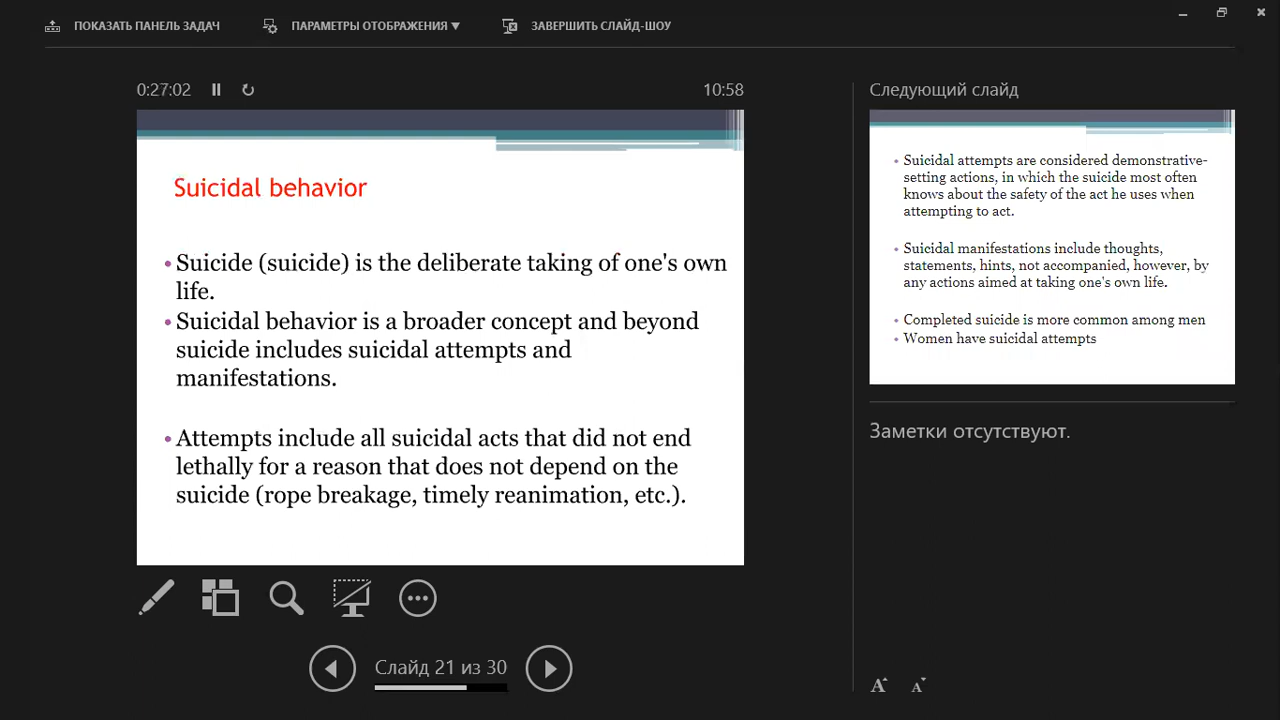 ПОКАЗАТЬ ПАНЕЛЬ ЗАДАЧ ПАРАМЕТРЫ ОТОБРАЖЕНИЯ ▼ ЗАВЕРШИТЬ СЛАЙД-ШОУ
0:27:02 10:58
Suicidal behavior
• Suicide (suicide) is the deliberate taking of one's own
life.
• Suicidal behavior is a broader concept and beyond
suicide includes suicidal attempts and
manifestations.
• Attempts include all suicidal acts that did not end
lethally for a reason that does not depend on the
suicide (rope breakage, timely reanimation, etc.).
Слайд 21 из 30
Следующий слайд
• Suicidal attempts are considered demonstrative-
setting actions, in which the suicide most often
knows about the safety of the act he uses when
attempting to act.
• Suicidal manifestations include thoughts,
statements, hints, not accompanied, however, by
any actions aimed at taking one's own life.
• Completed suicide is more common among men
• Women have suicidal attempts
Заметки отсутствуют.
A A